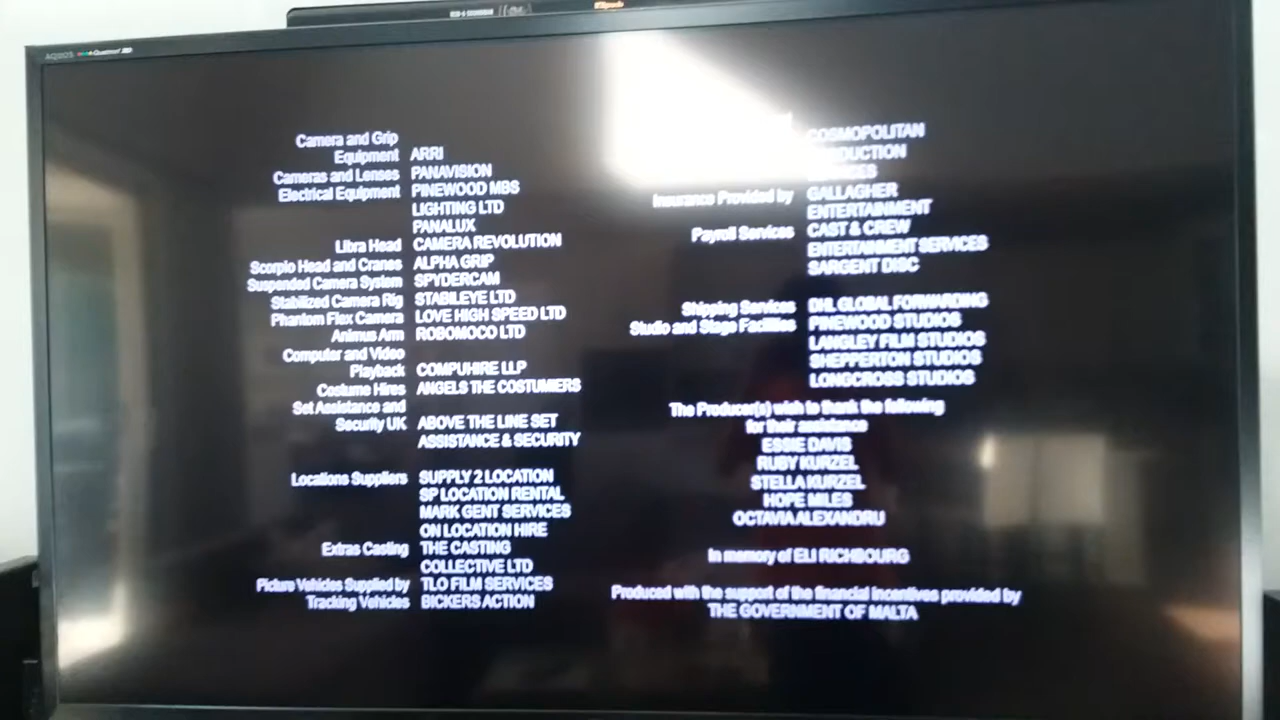 AQUOS Quattron 3D
Camera and Grip
Equipment ARRI
Cameras and Lenses PANAVISION
Electrical Equipment PINEWOOD MBS
LIGHTING LTD
PANALUX
Libra Head CAMERA REVOLUTION
Scorpio Head and Cranes ALPHA GRIP
Suspended Camera System SPYDERCAM
Stabilized Camera Rig STABILEYE LTD
Phantom Flex Camera LOVE HIGH SPEED LTD
Animus Arm ROBOMOCO LTD
Computer and Video
Playback COMPUHIRE LLP
Costume Hires ANGELS THE COSTUMIERS
Set Assistance and
Security UK ABOVE THE LINE SET
ASSISTANCE & SECURITY
Locations Suppliers SUPPLY 2 LOCATION
SP LOCATION RENTAL
MARK GENT SERVICES
ON LOCATION HIRE
Extras Casting THE CASTING
COLLECTIVE LTD
Picture Vehicles Supplied by TLO FILM SERVICES
Tracking Vehicles BICKERS ACTION
COSMOPOLITAN
Insurance Provided by GALLAGHER
ENTERTAINMENT
Payroll Services CAST & CREW
ENTERTAINMENT SERVICES
SARGENT DISC
Shipping Services DHL GLOBAL FORWARDING
Studio and Stage Facilities PINEWOOD STUDIOS
LANGLEY FILM STUDIOS
SHEPPERTON STUDIOS
LONGCROSS STUDIOS
The Producer(s) wish to thank the following
for their assistance
ESSIE DAVIS
RUBY KURZEL
STELLA KURZEL
HOPE MILES
OCTAVIA ALEXANDRU
In memory of ELI RICHBOURG
Produced with the support of the financial incentives provided by
THE GOVERNMENT OF MALTA